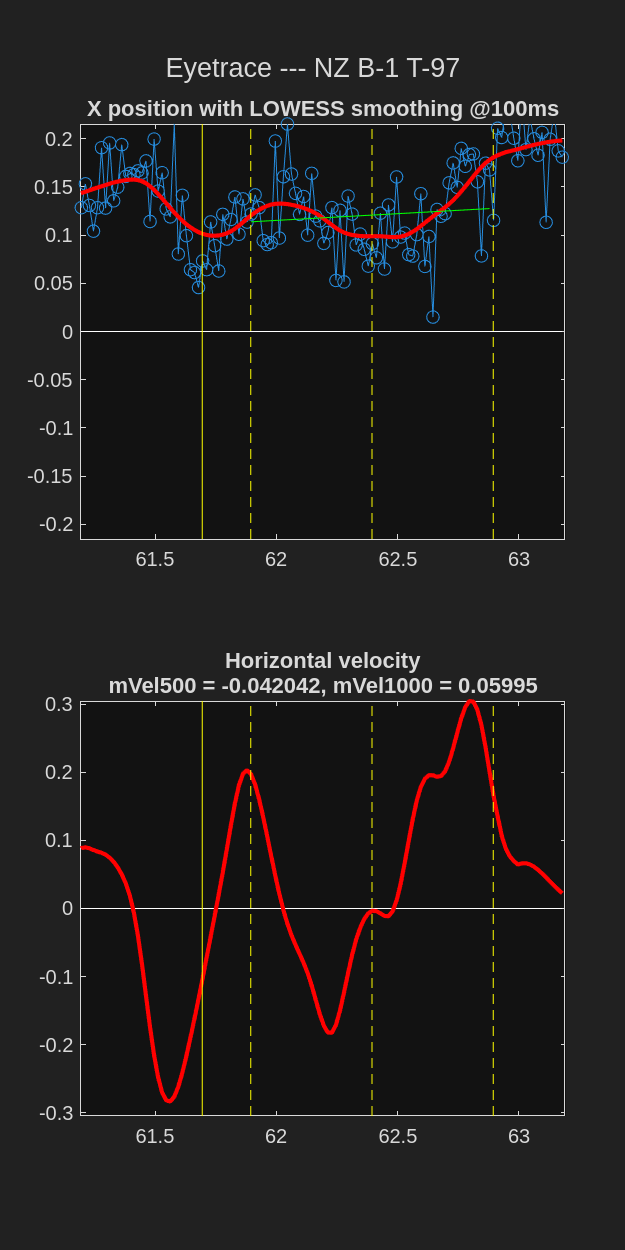 Eyetrace --- NZ B-1 T-97
X position with LOWESS smoothing @100ms
0.2
0.15
0.1
0.05
0
-0.05
-0.1
-0.15
-0.2
61.5 62 62.5 63
Horizontal velocity
mVel500 = -0.042042, mVel1000 = 0.05995
0.3
0.2
0.1
0
-0.1
-0.2
-0.3
61.5 62 62.5 63